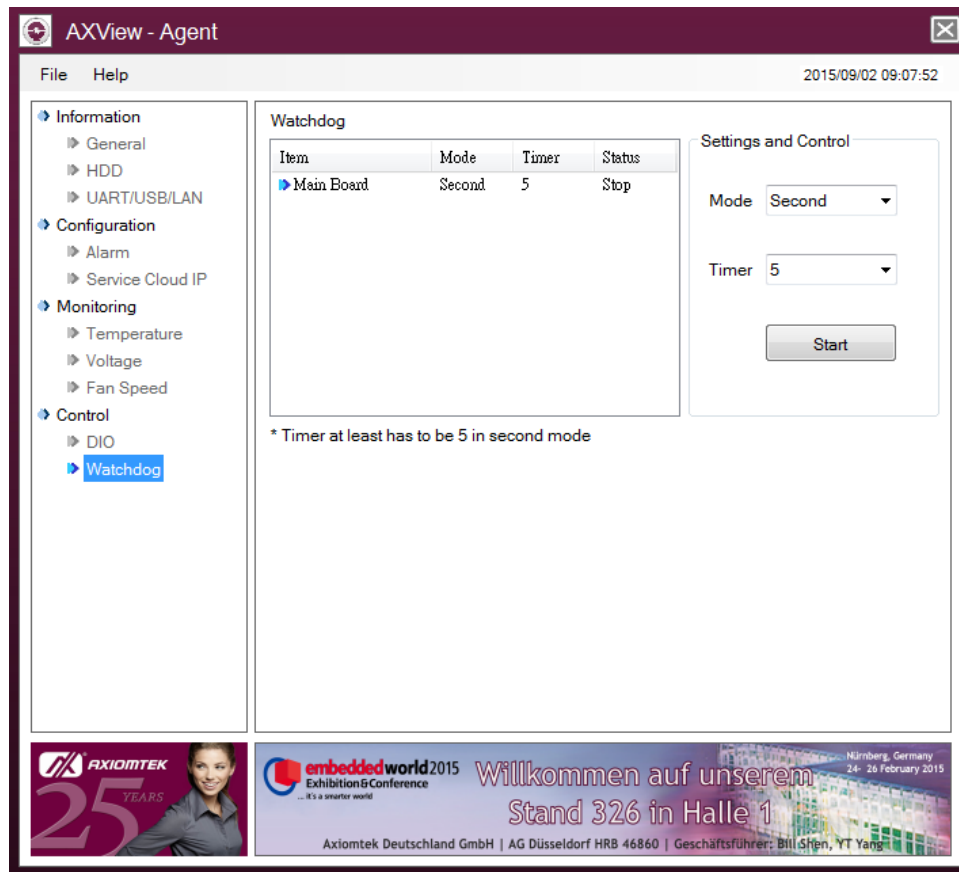 AXView - Agent
File Help 2015/09/02 09:07:52
Information
General
HDD
UART/USB/LAN
Configuration
Alarm
Service Cloud IP
Monitoring
Temperature
Voltage
Fan Speed
Control
DIO
Watchdog
Watchdog
Item Mode Timer Status
Main Board Second 5 Stop
Settings and Control
Mode Second
Timer 5
Start
* Timer at least has to be 5 in second mode
AXIOMTEK
25 YEARS
embedded world2015
Exhibition&Conference
... it's a smarter world
Willkommen auf unserem
Stand 326 in Halle 1
Nürnberg, Germany
24- 26 February 2015
Axiomtek Deutschland GmbH | AG Düsseldorf HRB 46860 | Geschäftsführer: Bill Shen, YT Yang